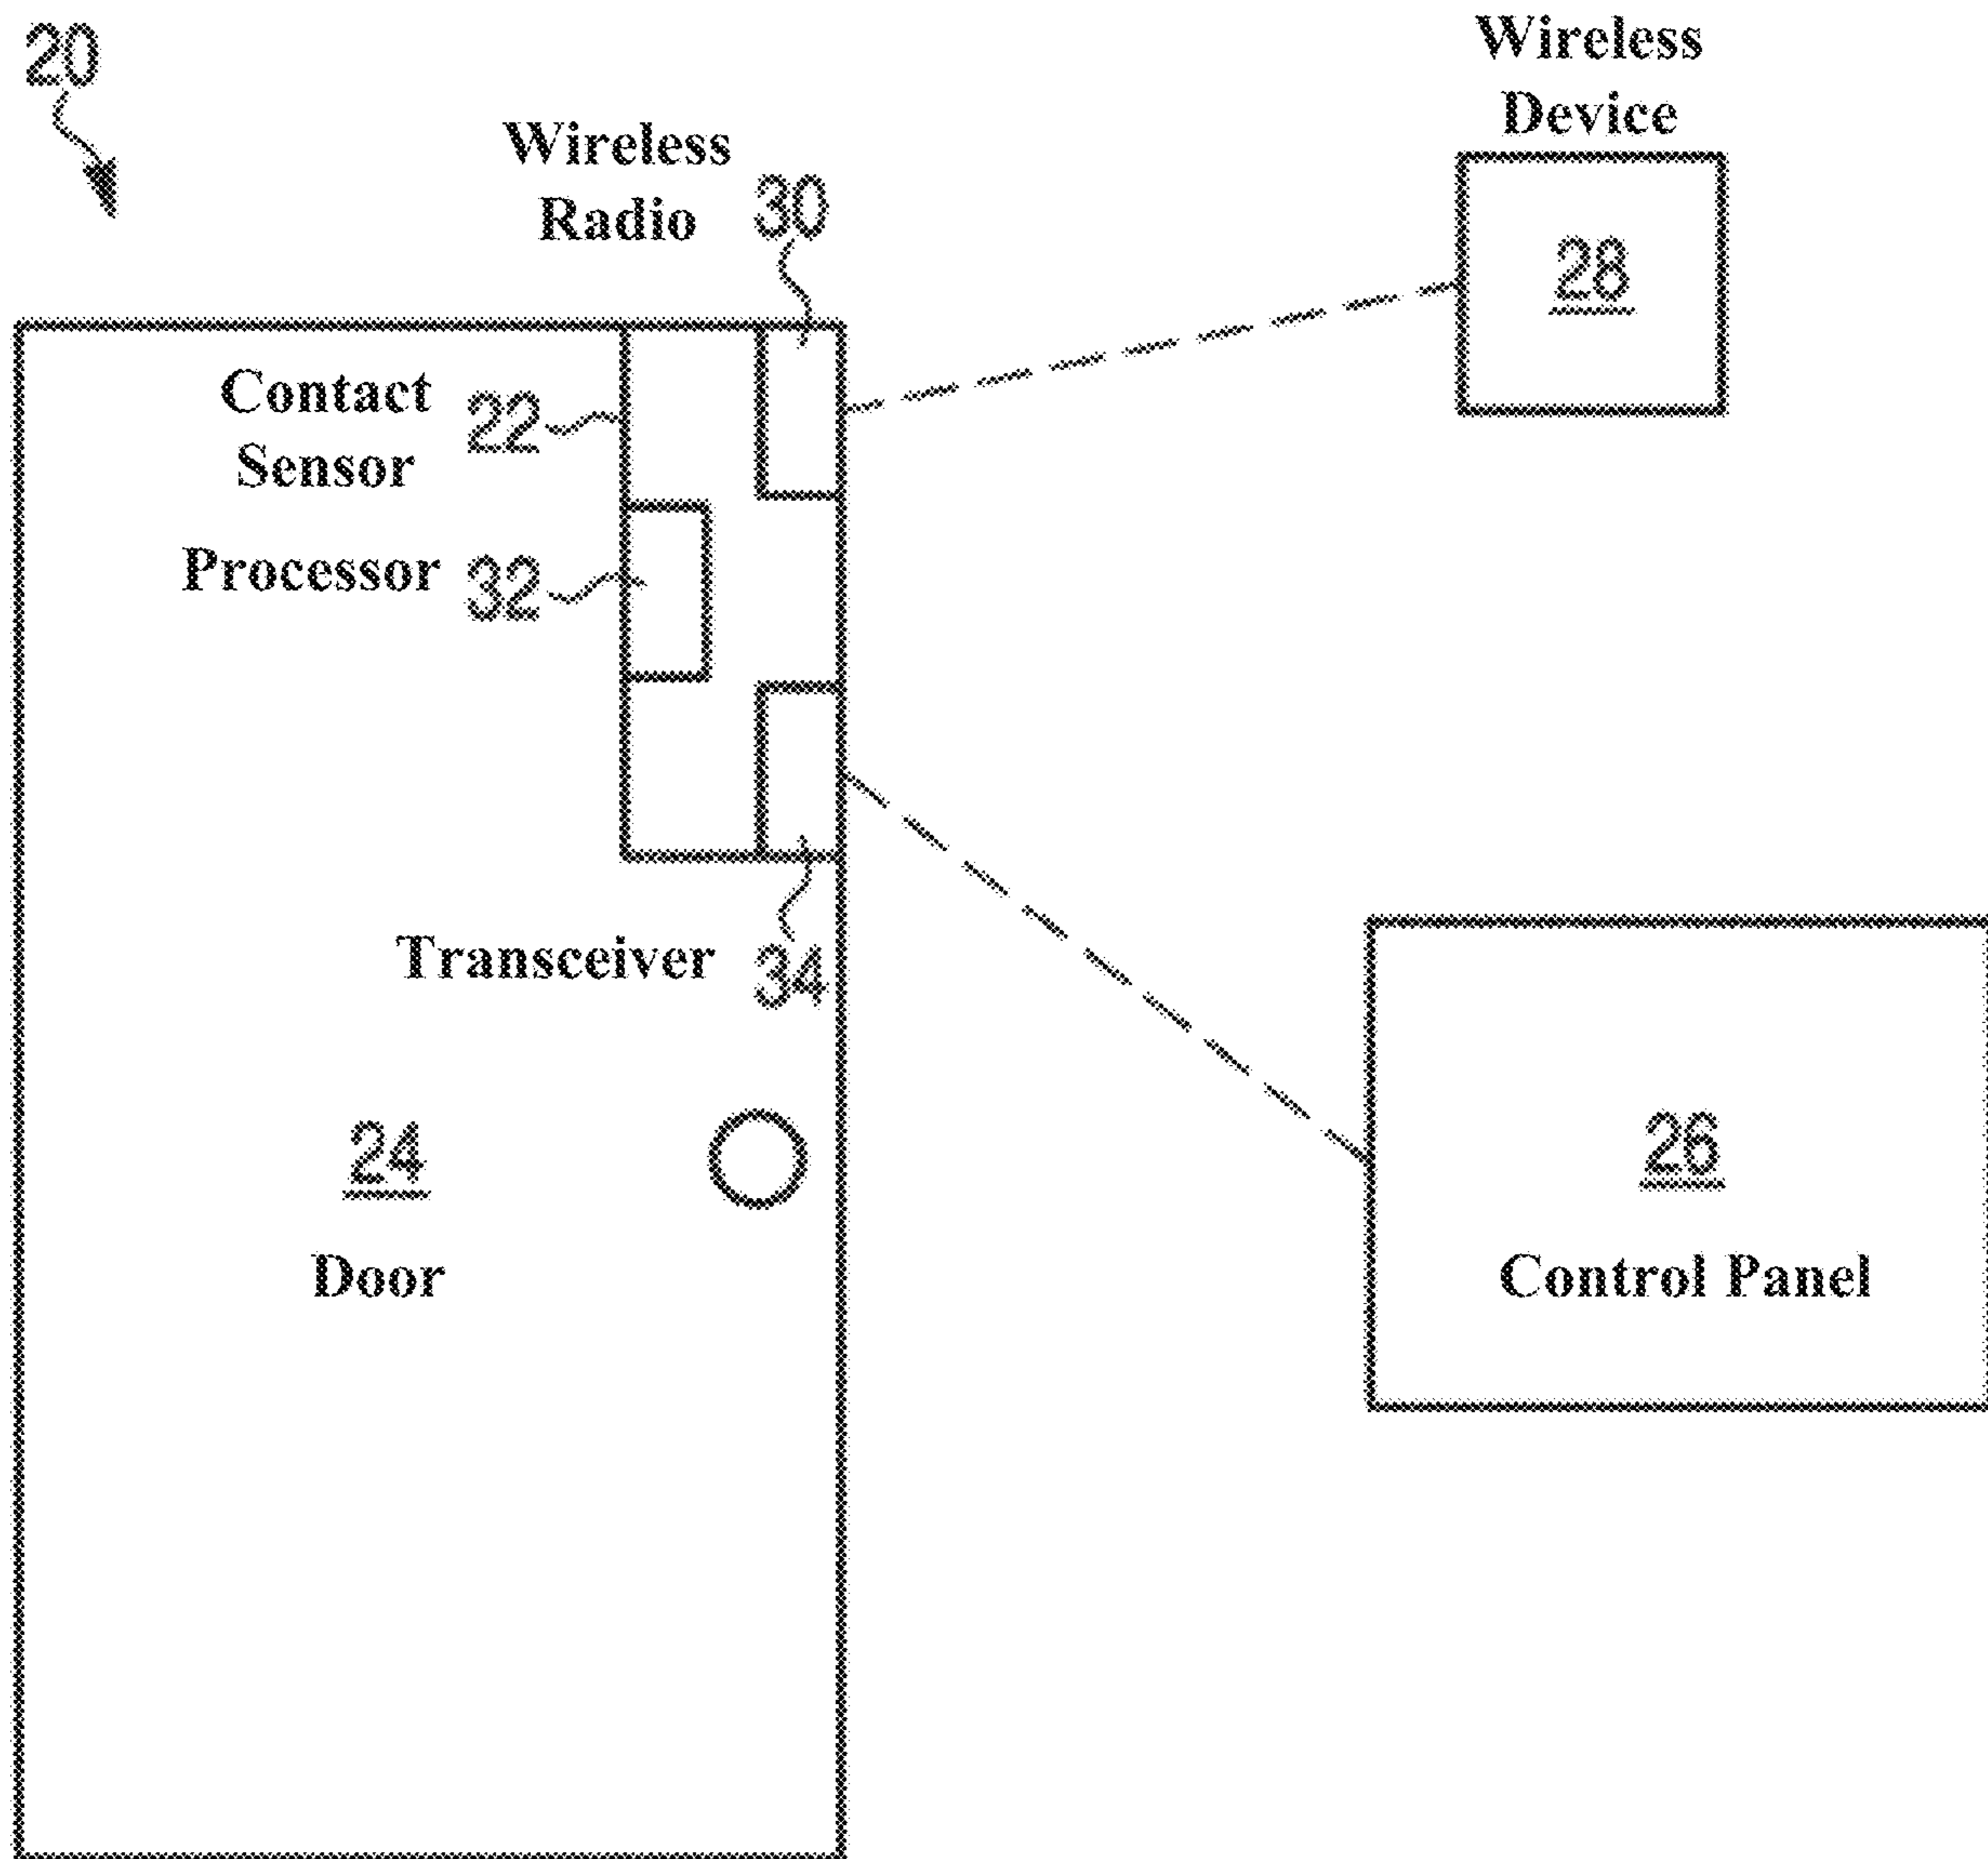 20
Wireless
Device
28
Wireless
Radio
30
Contact
Sensor
22
Processor
32
Transceiver
34
24
Door
26
Control Panel